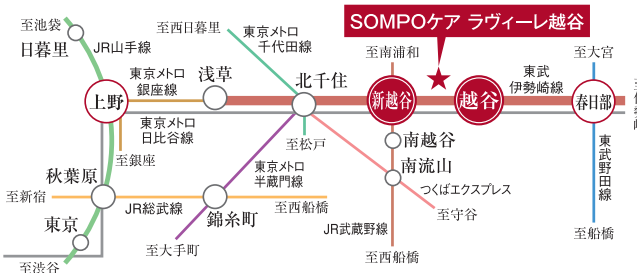 SOMPOケア ラヴィーレ越谷
至池袋
日暮里
JR山手線
至西日暮里
東京メトロ
千代田線
至南浦和
至大宮
東京メトロ
銀座線
浅草
北千住
東武
伊勢崎線
上野
新越谷
越谷
春日部
東京メトロ
日比谷線
至銀座
至松戸
南越谷
南流山
東武野田線
秋葉原
東京メトロ
半蔵門線
つくばエクスプレス
至新宿
JR総武線
錦糸町
至西船橋
至守谷
東京
至大手町
JR武蔵野線
至船橋
至渋谷
至西船橋